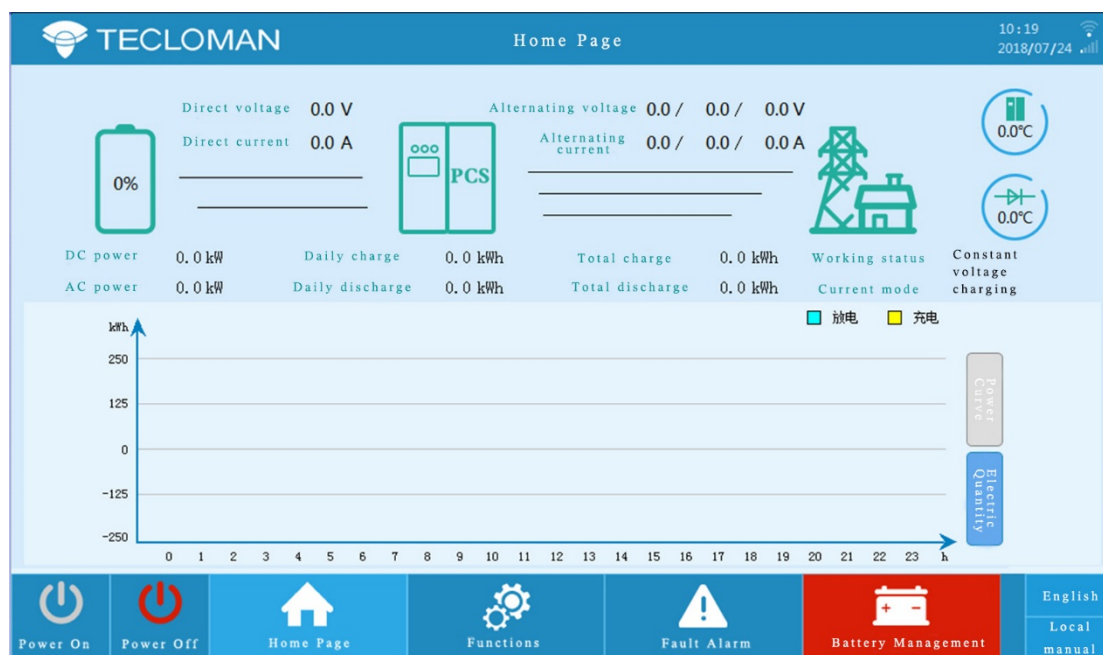 TECLOMAN
Home Page
10:19
2018/07/24
Direct voltage 0.0 V
Alternating voltage 0.0 / 0.0 / 0.0 V
Direct current 0.0 A
Alternating current 0.0 / 0.0 / 0.0 A
0%
PCS
0.0℃
0.0℃
DC power 0.0 kW
Daily charge 0.0 kWh
Total charge 0.0 kWh
Working status
Constant
voltage
charging
AC power 0.0 kW
Daily discharge 0.0 kWh
Total discharge 0.0 kWh
Current mode
放电 充电
kWh
250
125
0
-125
-250
0 1 2 3 4 5 6 7 8 9 10 11 12 13 14 15 16 17 18 19 20 21 22 23 h
Power
Curve
Electric
Quantity
Power On
Power Off
Home Page
Functions
Fault Alarm
Battery Management
English
Local
manual